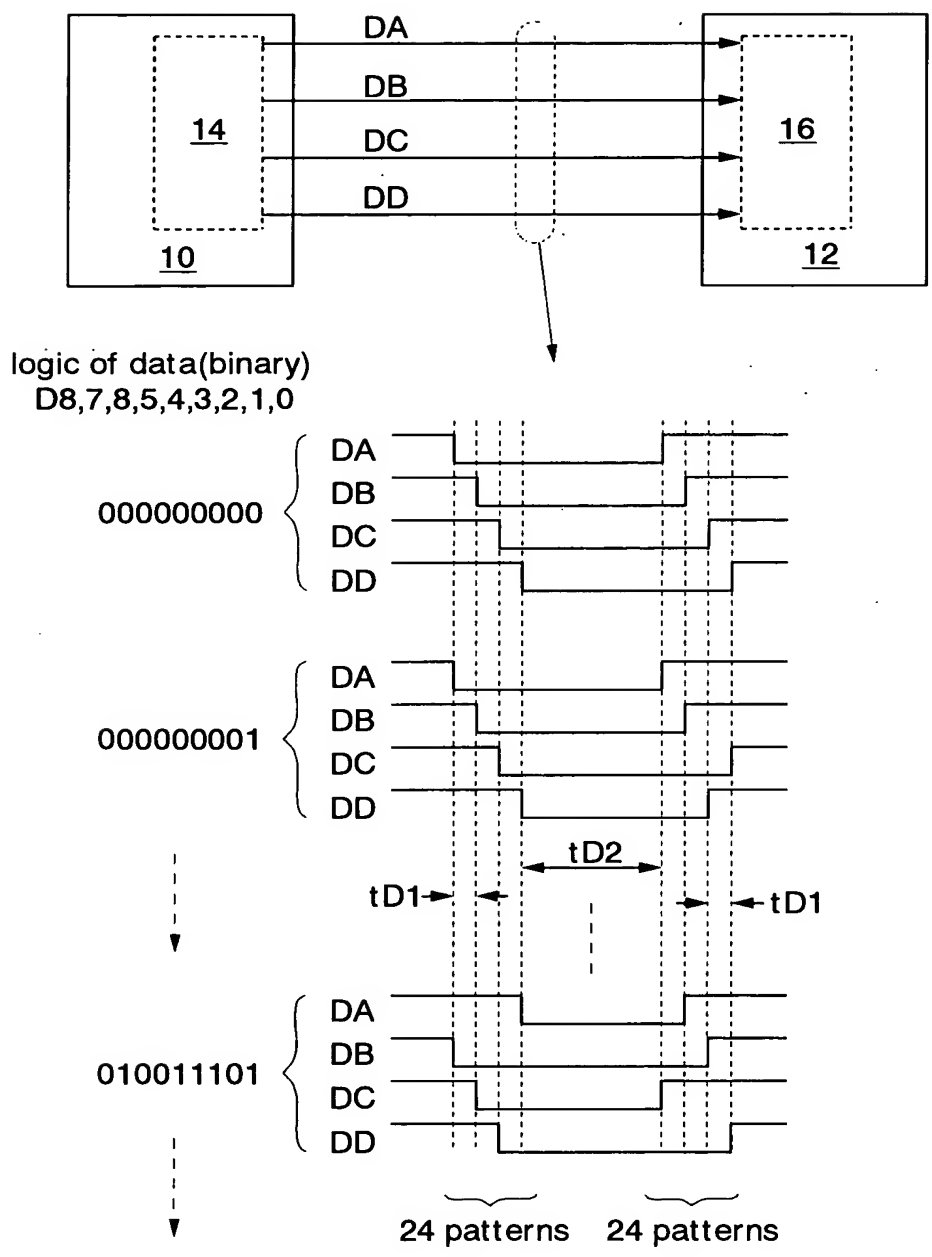 DA
DB
DC
DD
14
16
10
12
logic of data(binary)
D8,7,8,5,4,3,2,1,0
000000000
DA
DB
DC
DD
000000001
DA
DB
DC
DD
tD2
tD1
tD1
010011101
DA
DB
DC
DD
24 patterns
24 patterns